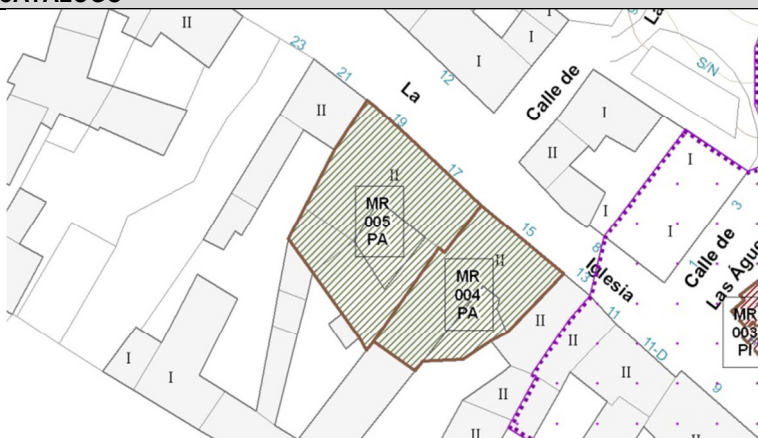 II
I
I
La
S
23
21
La
12
Calle de
S/N
II
19
I
II
I
17
II
MR
005
PA
15
I
I
3
MR
004
PA
II
8
Iglesia
13
1
Calle de
Las Águe
II
11
II
11-D
II
9
MR
003
PI
I
I
II
II
II